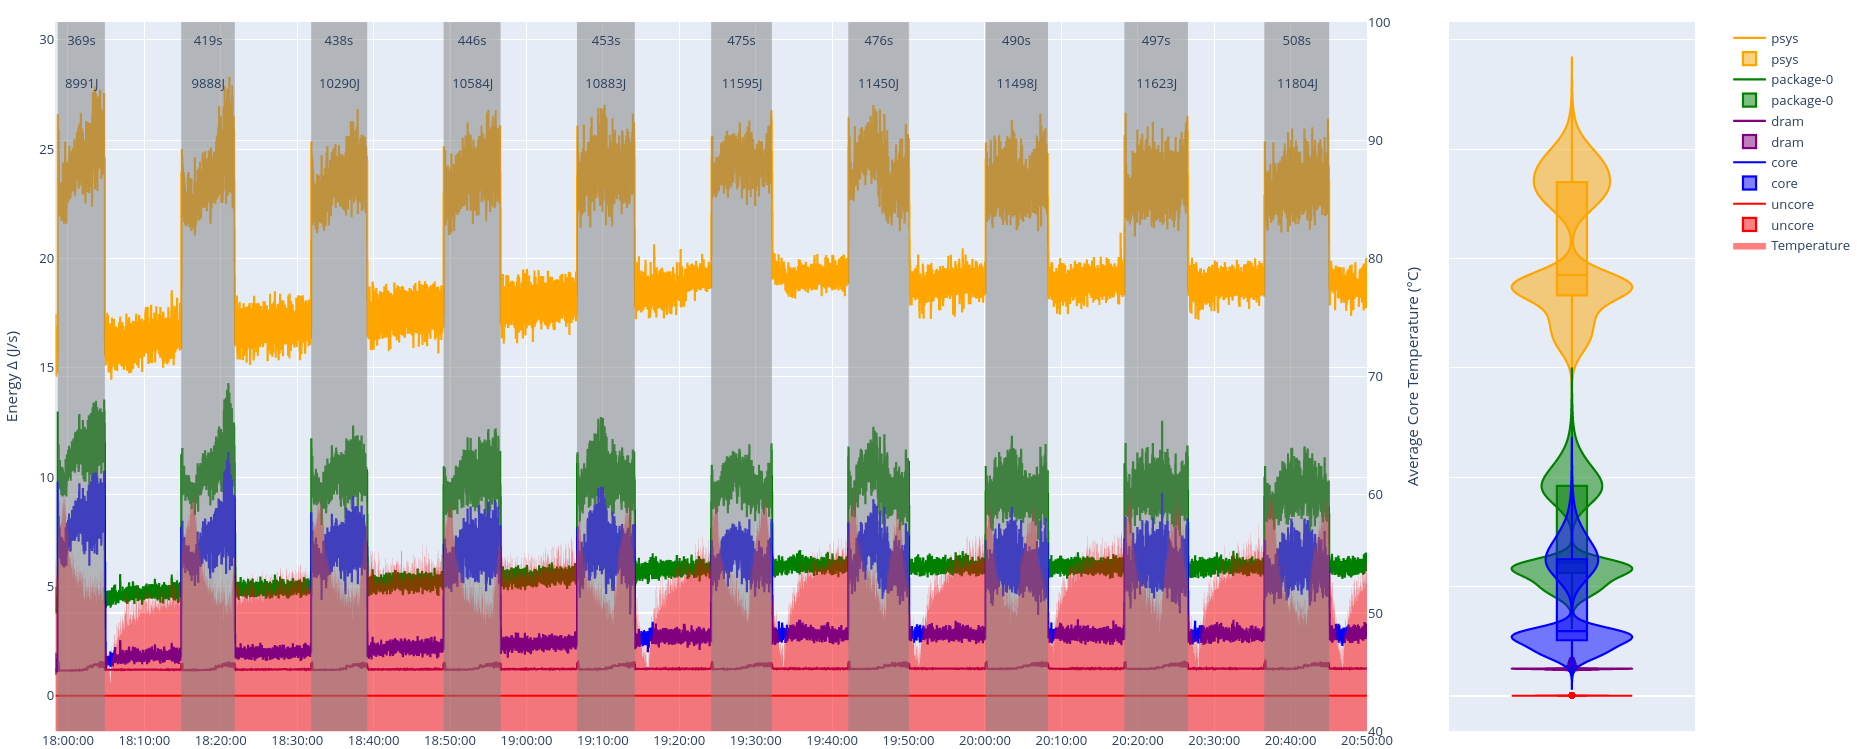 369s 419s 438s 446s 453s 475s 476s 490s 497s 508s
8991J 9888J 10290J 10584J 10883J 11595J 11450J 11498J 11623J 11804J
Energy Δ (J/s)
30
25
20
15
10
5
0
100
90
80
70
60
50
40
Average Core Temperature (°C)
18:00:00 18:10:00 18:20:00 18:30:00 18:40:00 18:50:00 19:00:00 19:10:00 19:20:00 19:30:00 19:40:00 19:50:00 20:00:00 20:10:00 20:20:00 20:30:00 20:40:00 20:50:00
psys
psys
package-0
package-0
dram
dram
core
core
uncore
uncore
Temperature